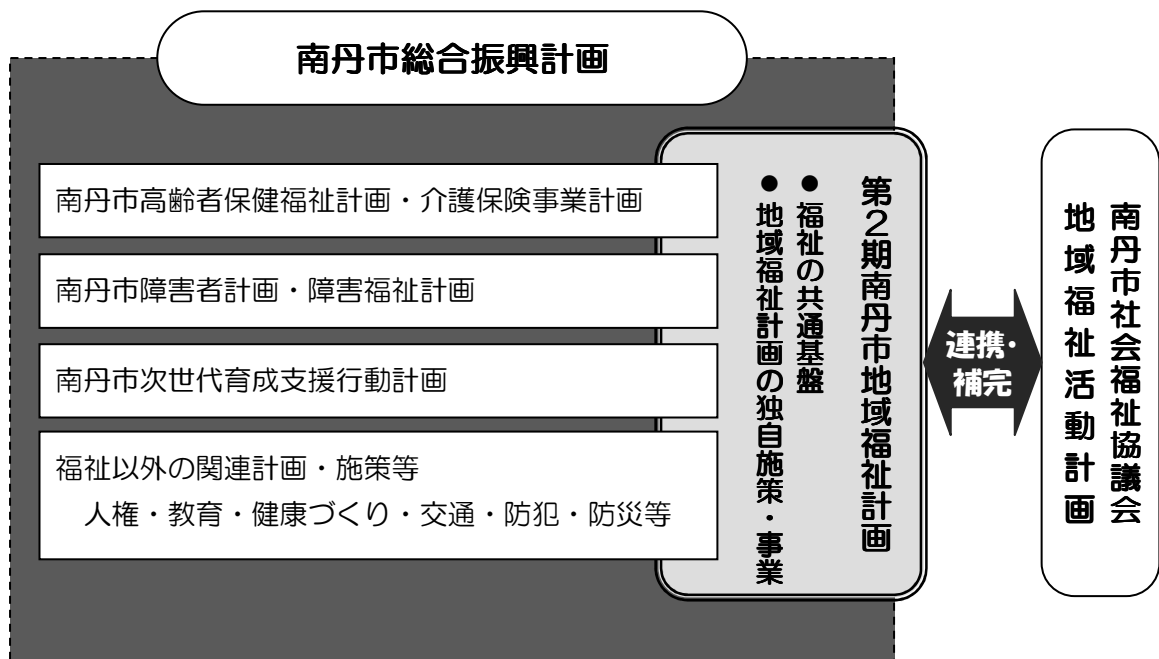 南丹市総合振興計画
南丹市高齢者保健福祉計画・介護保険事業計画
南丹市障害者計画・障害福祉計画
南丹市次世代育成支援行動計画
福祉以外の関連計画・施策等
人権・教育・健康づくり・交通・防犯・防災等
第２期南丹市地域福祉計画
● 福祉の共通基盤
● 地域福祉計画の独自施策・事業
連携・
補完
南丹市社会福祉協議会
地域福祉活動計画